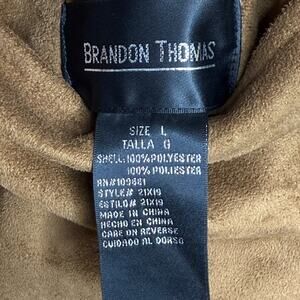 BRANDON THOMAS
SIZE L
TALLA G
SHELL:100%POLYESTER
100%POLIESTER
RN#109681
STYLE# 21X19
ESTILO# 21X19
MADE IN CHINA
HECHO EN CHINA
CARE ON REVERSE
CUIDADO AL DORSO